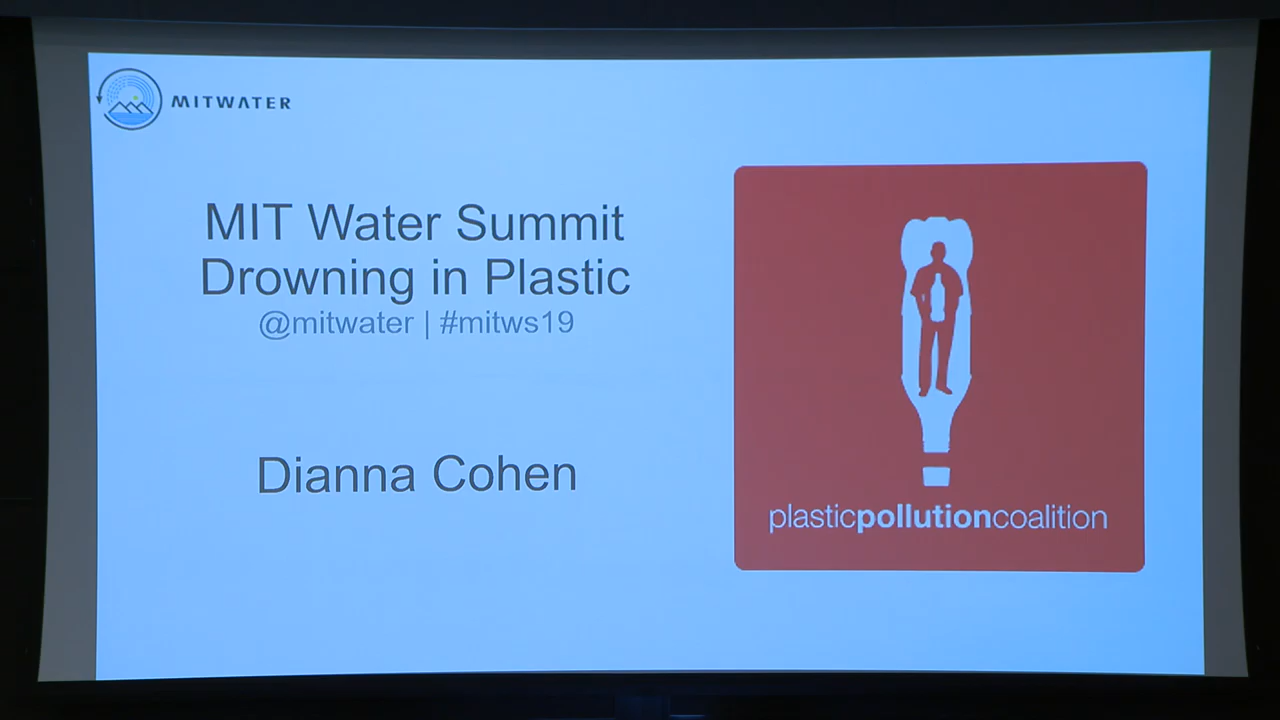 MITWATER
MIT Water Summit
Drowning in Plastic
@mitwater | #mitws19
Dianna Cohen
plasticpollutioncoalition